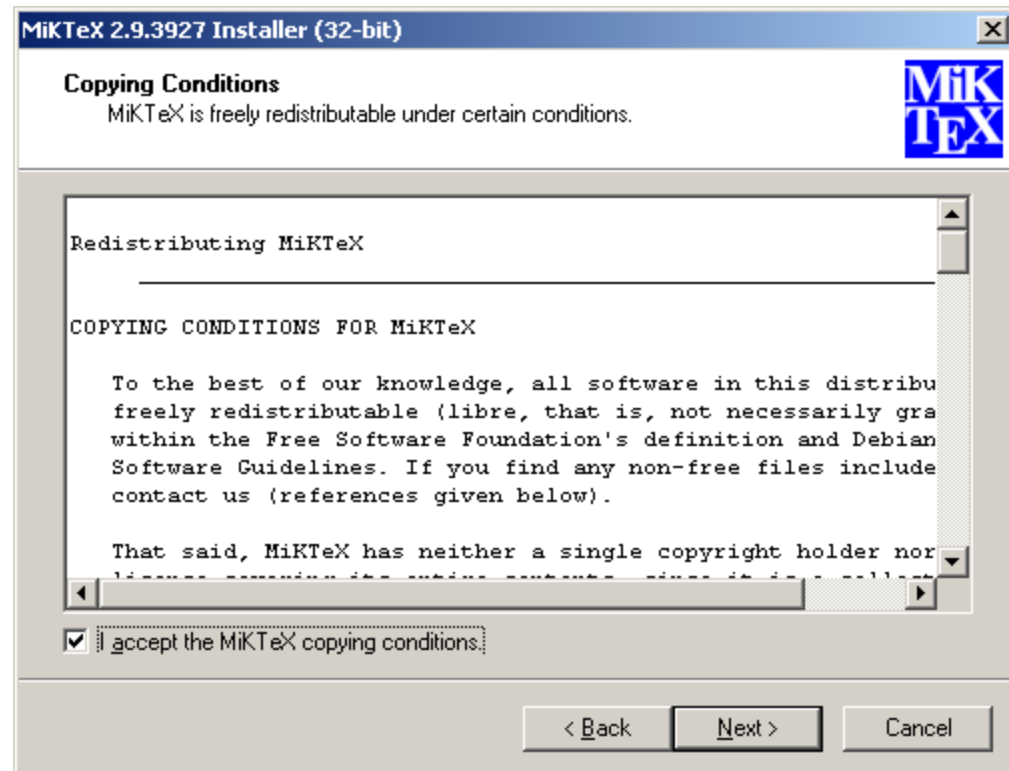 MiKTeX 2.9.3927 Installer (32-bit)
Copying Conditions
MiKTeX is freely redistributable under certain conditions.
MiK
TEX
Redistributing MiKTeX
COPYING CONDITIONS FOR MiKTeX
To the best of our knowledge, all software in this distribu
freely redistributable (libre, that is, not necessarily gra
within the Free Software Foundation's definition and Debian
Software Guidelines. If you find any non-free files include
contact us (references given below).
That said, MiKTeX has neither a single copyright holder nor
I accept the MiKTeX copying conditions.
< Back
Next >
Cancel